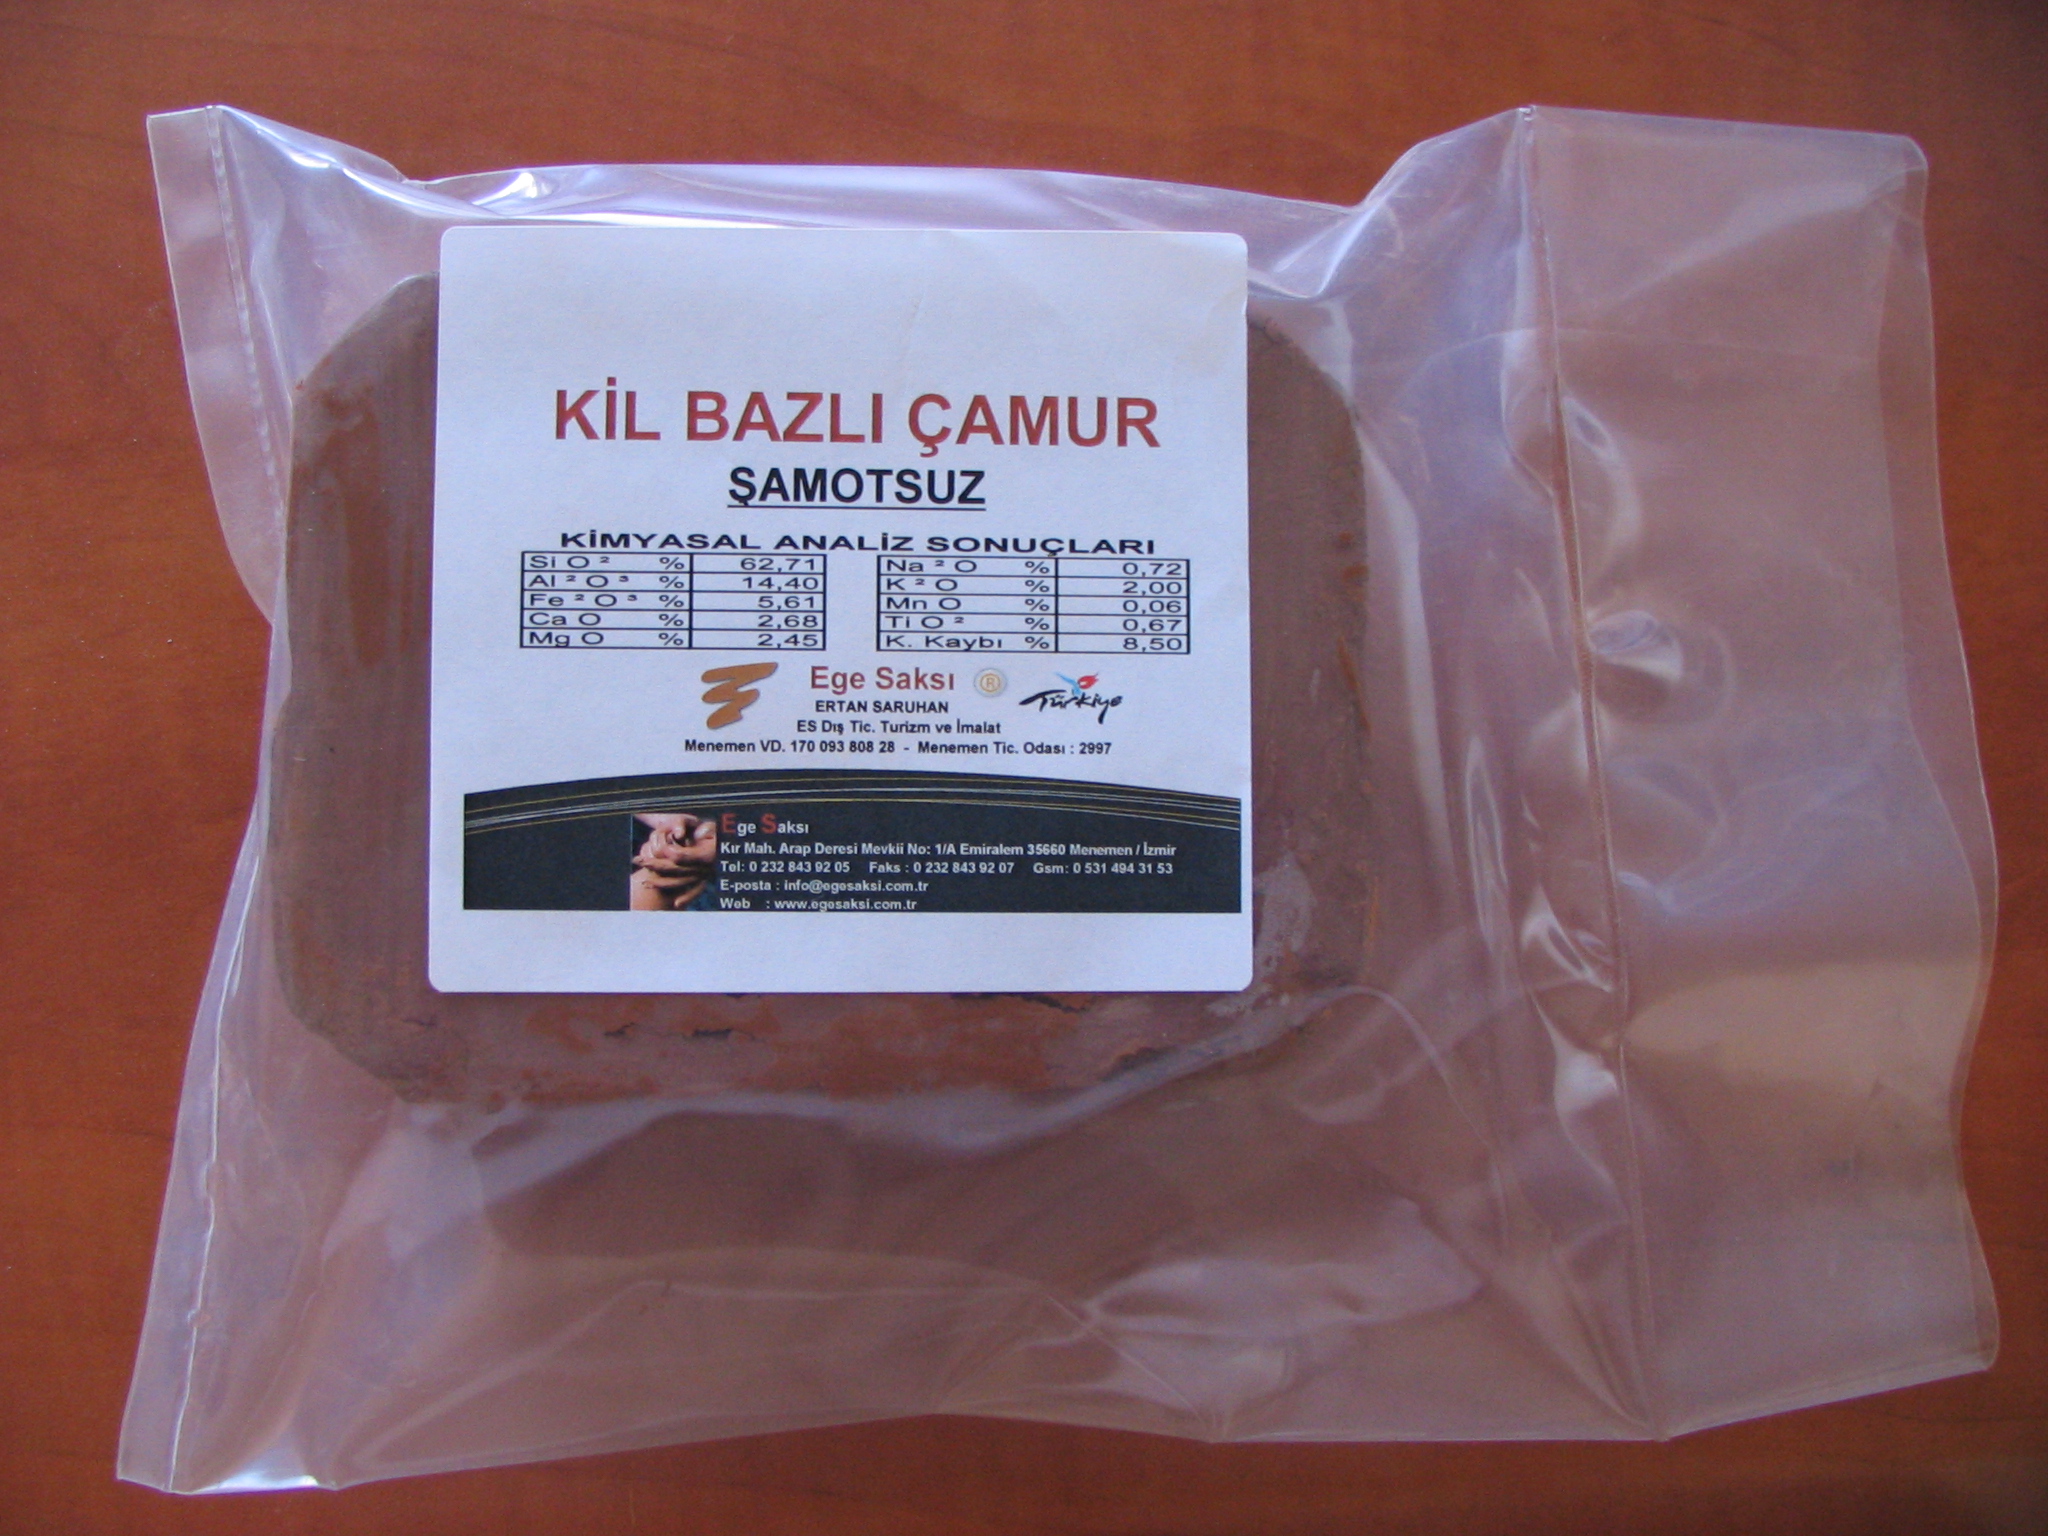 KİL BAZLI ÇAMUR
ŞAMOTSUZ
KİMYASAL ANALİZ SONUÇLARI
Si O ² % 62,71
Al ² O ³ % 14,40
Fe ² O ³ % 5,61
Ca O % 2,68
Mg O % 2,45
Na ² O % 0,72
K ² O % 2,00
Mn O % 0,06
Ti O ² % 0,67
K. Kaybı % 8,50
Ege Saksı ® Türkiye
ERTAN SARUHAN
ES Dış Tic. Turizm ve İmalat
Menemen VD. 170 093 808 28 - Menemen Tic. Odası : 2997
Ege Saksı
Kır Mah. Arap Deresi Mevkii No: 1/A Emiralem 35660 Menemen / İzmir
Tel: 0 232 843 92 05 Faks : 0 232 843 92 07 Gsm: 0 531 494 31 53
E-posta : info@egesaksi.com.tr
Web : www.egesaksi.com.tr